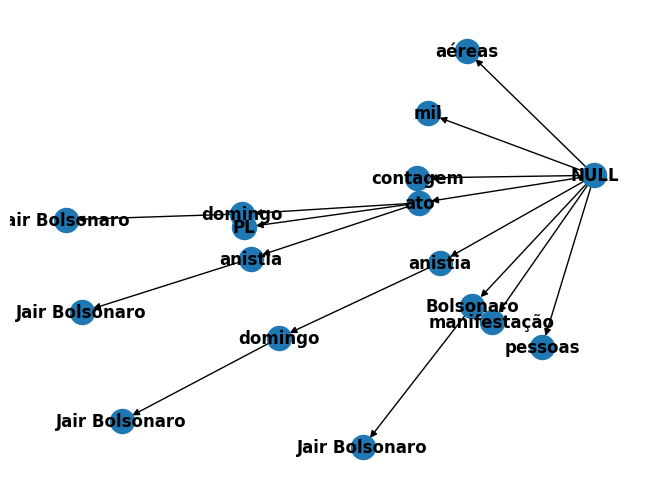 aéreas
mil
contagem
NULL
ato
domingo
air Bolsonaro
PL
anistia
anistia
Bolsonaro
Jair Bolsonaro
manifestação
domingo
pessoas
Jair Bolsonaro
Jair Bolsonaro